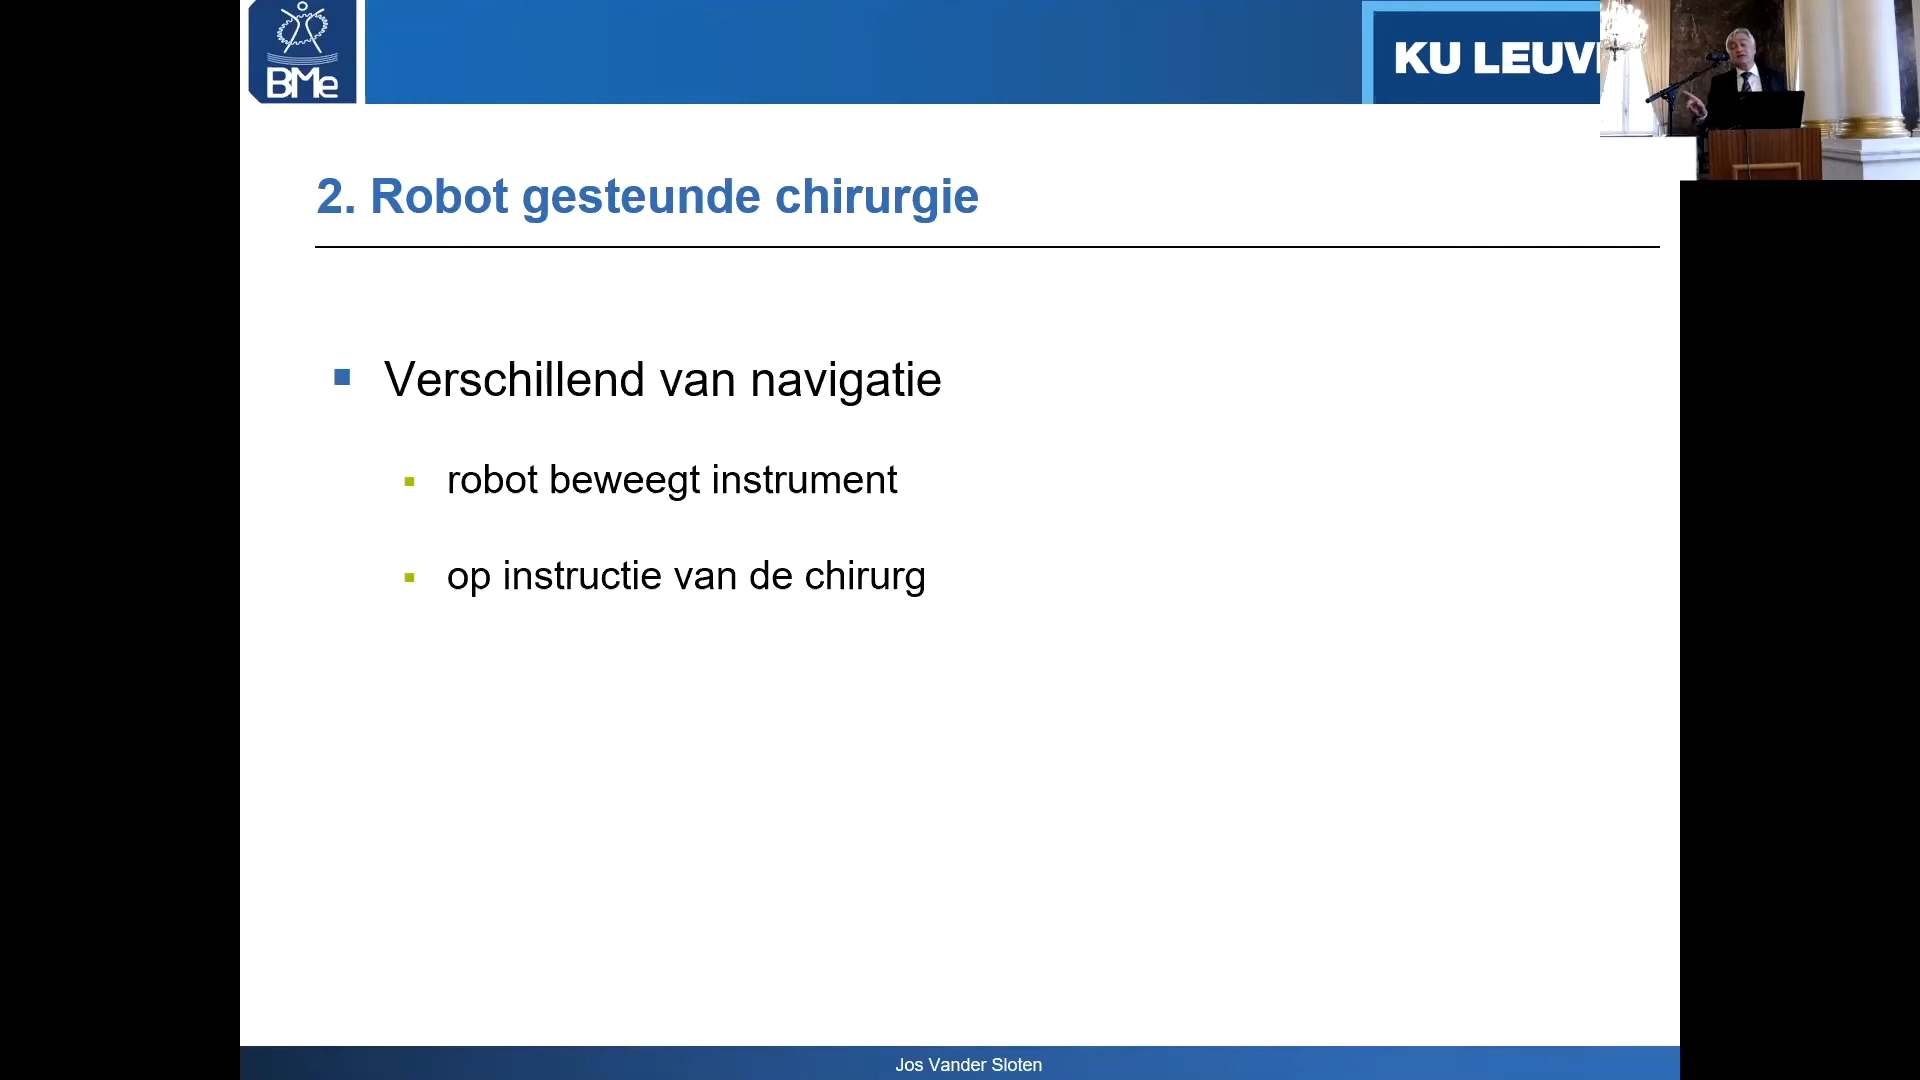 BMe
KU LEUV
2. Robot gesteunde chirurgie
Verschillend van navigatie
robot beweegt instrument
op instructie van de chirurg
Jos Vander Sloten